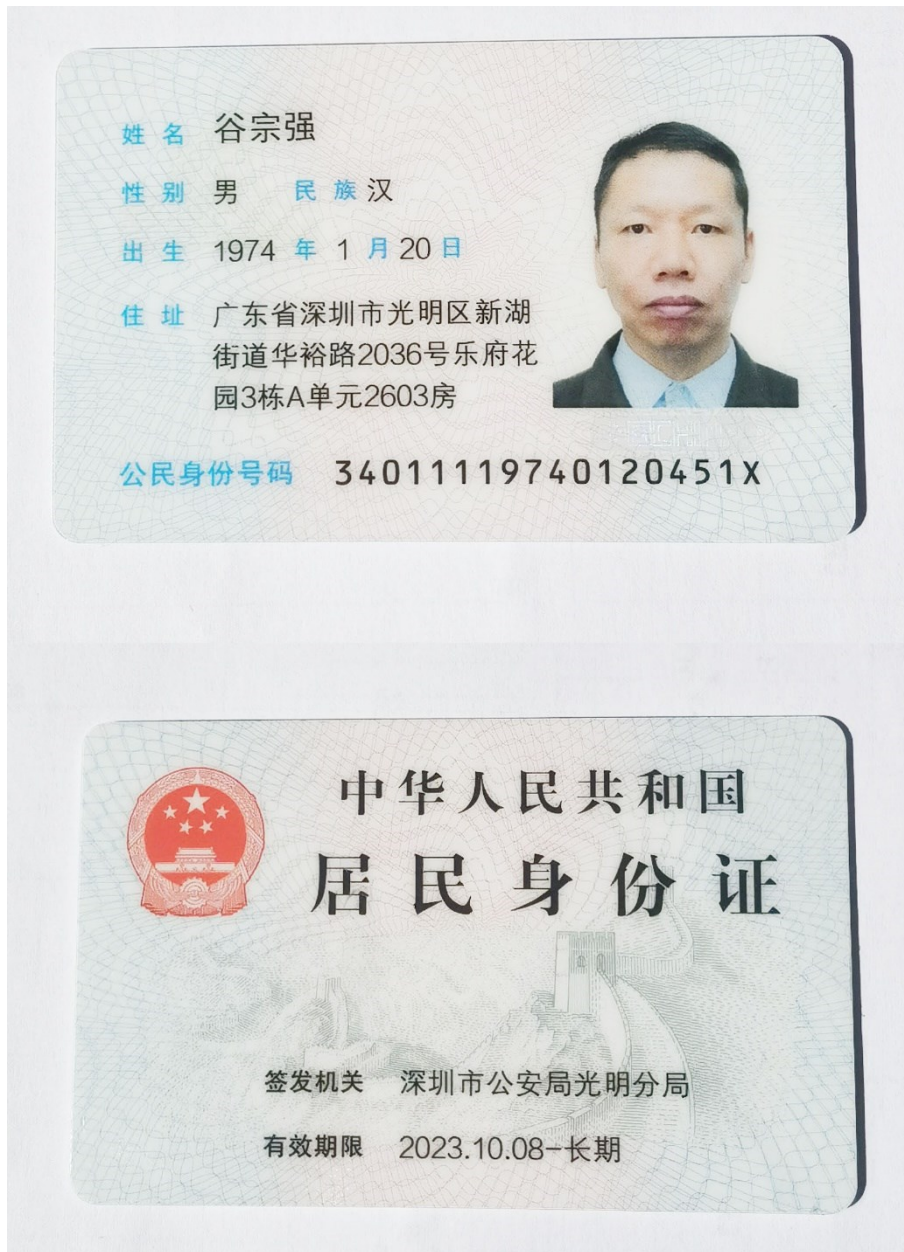 姓名 谷宗强
性别 男 民族 汉
出生 1974 年 1 月 20 日
住址 广东省深圳市光明区新湖
街道华裕路2036号乐府花
园3栋A单元2603房
公民身份号码 34011119740120451X
中华人民共和国
居民身份证
签发机关 深圳市公安局光明分局
有效期限 2023.10.08-长期